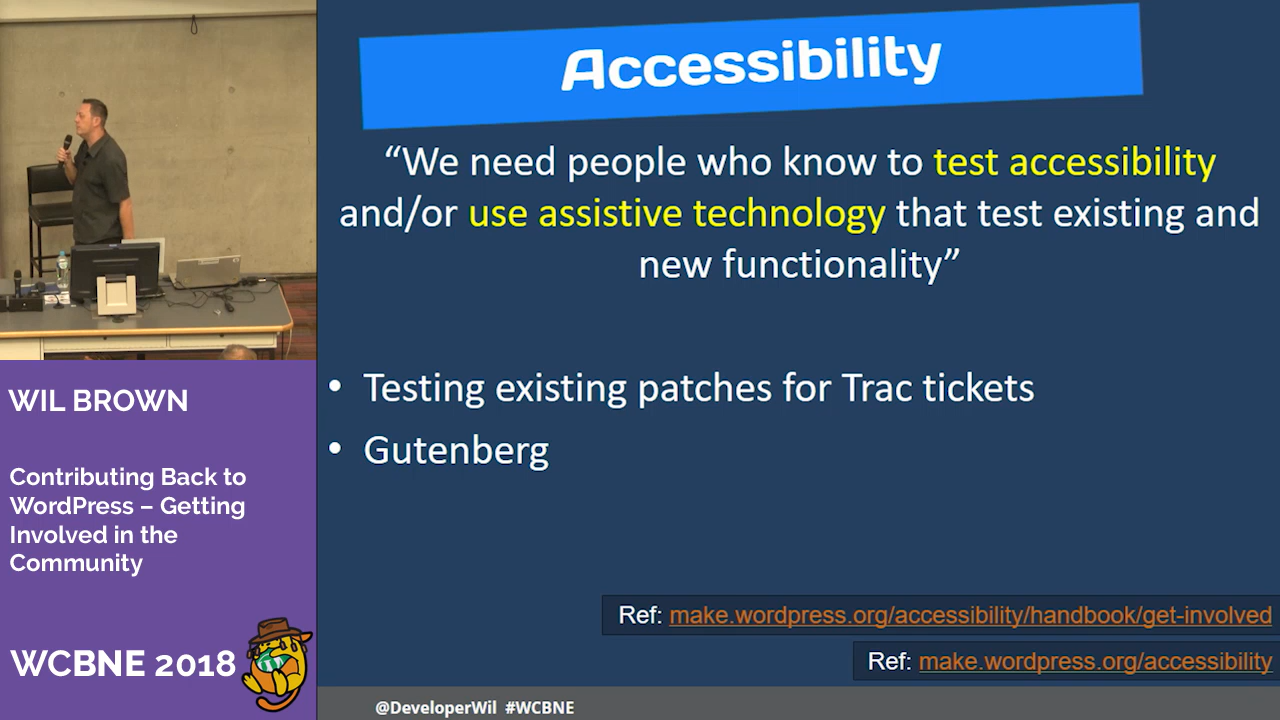 Accessibility
“We need people who know to test accessibility
and/or use assistive technology that test existing and
new functionality”
• Testing existing patches for Trac tickets
• Gutenberg
Ref: make.wordpress.org/accessibility/handbook/get-involved
Ref: make.wordpress.org/accessibility
@DeveloperWil #WCBNE
WIL BROWN
Contributing Back to
WordPress – Getting
Involved in the
Community
WCBNE 2018